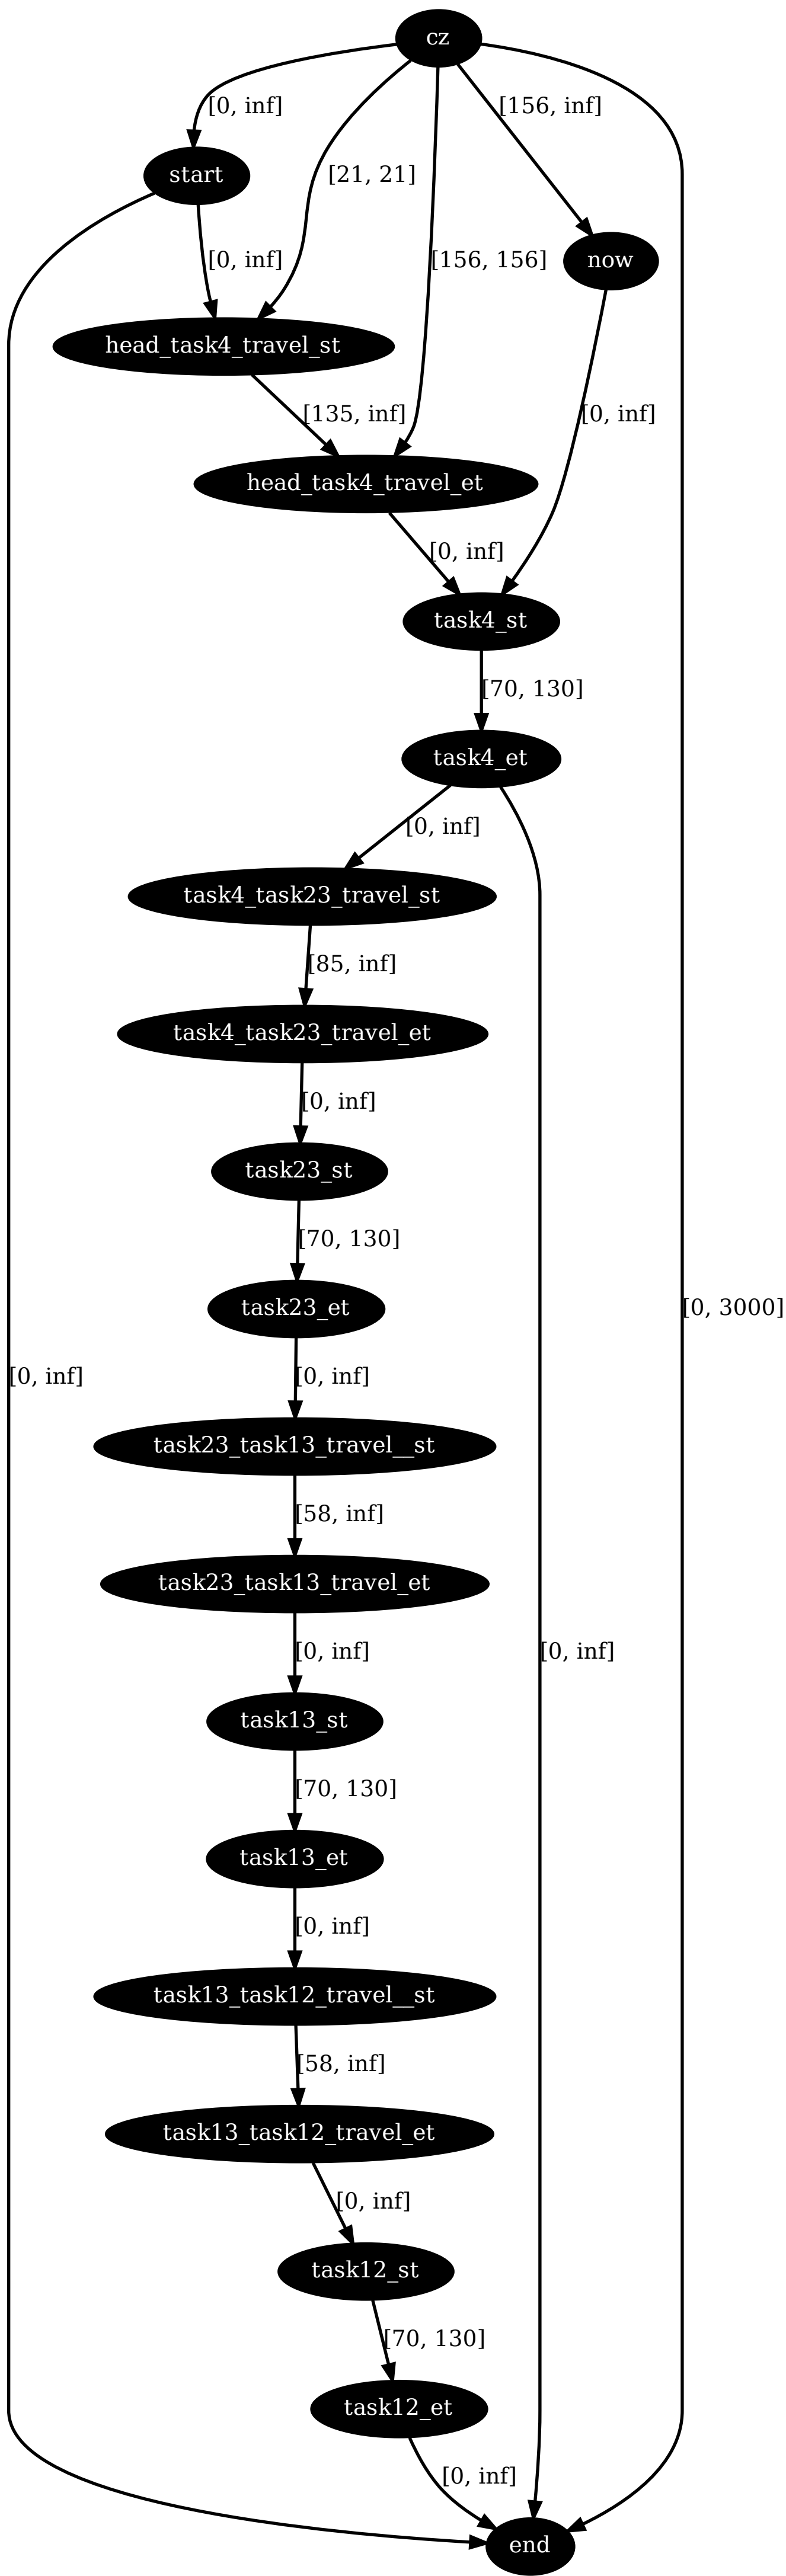 cz
[0, inf]
[156, inf]
start
[21, 21]
[0, inf]
[156, 156]
now
head_task4_travel_st
[135, inf]
[0, inf]
head_task4_travel_et
[0, inf]
task4_st
[70, 130]
task4_et
[0, inf]
task4_task23_travel_st
[85, inf]
task4_task23_travel_et
[0, inf]
task23_st
[70, 130]
task23_et
[0, 3000]
[0, inf]
[0, inf]
task23_task13_travel__st
[58, inf]
task23_task13_travel_et
[0, inf]
[0, inf]
task13_st
[70, 130]
task13_et
[0, inf]
task13_task12_travel__st
[58, inf]
task13_task12_travel_et
[0, inf]
task12_st
[70, 130]
task12_et
[0, inf]
end